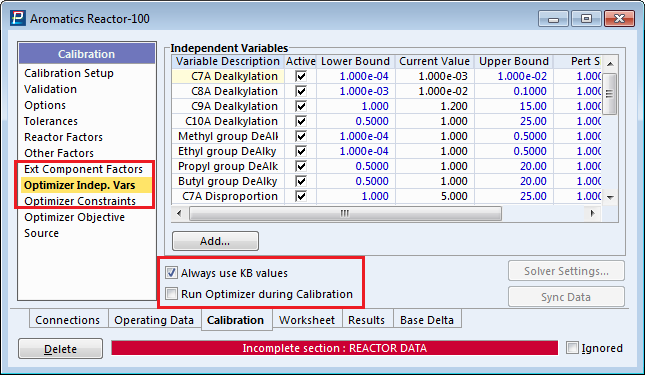 Aromatics Reactor-100
Calibration
Calibration Setup
Validation
Options
Tolerances
Reactor Factors
Other Factors
Ext Component Factors
Optimizer Indep. Vars
Optimizer Constraints
Optimizer Objective
Source
Independent Variables
Variable Description Active Lower Bound Current Value Upper Bound Pert S
C7A Dealkylation 1.000e-04 1.000e-03 1.000e-02 1.000
C8A Dealkylation 1.000e-03 1.000e-02 0.1000 1.000
C9A Dealkylation 1.000 1.200 15.00 1.000
C10A Dealkylation 0.5000 1.000 25.00 1.000
Methyl group DeAlky 1.000e-04 1.000 5.000 1.000
Ethyl group DeAlky 1.000e-04 1.000 5.000 1.000
Propyl group DeAlky 0.5000 1.000 20.00 1.000
Butyl group DeAlky 0.5000 1.000 20.00 1.000
C7A Disproportion 1.000 5.000 25.00 1.000
Add...
Always use KB values
Run Optimizer during Calibration
Solver Settings...
Sync Data
Connections Operating Data Calibration Worksheet Results Base Delta
Delete
Incomplete section : REACTOR DATA
Ignored